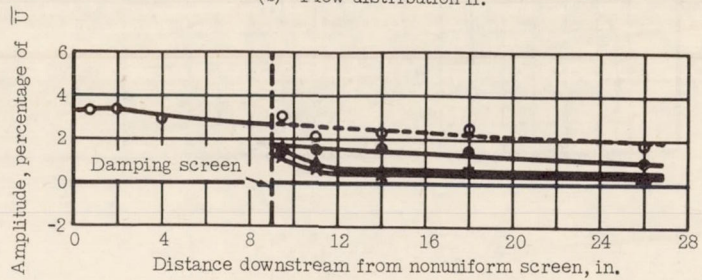 Flow distribution II.
Amplitude, percentage of U̅
6
4
2
0
-2
Damping screen
0 4 8 12 16 20 24 28
Distance downstream from nonuniform screen, in.